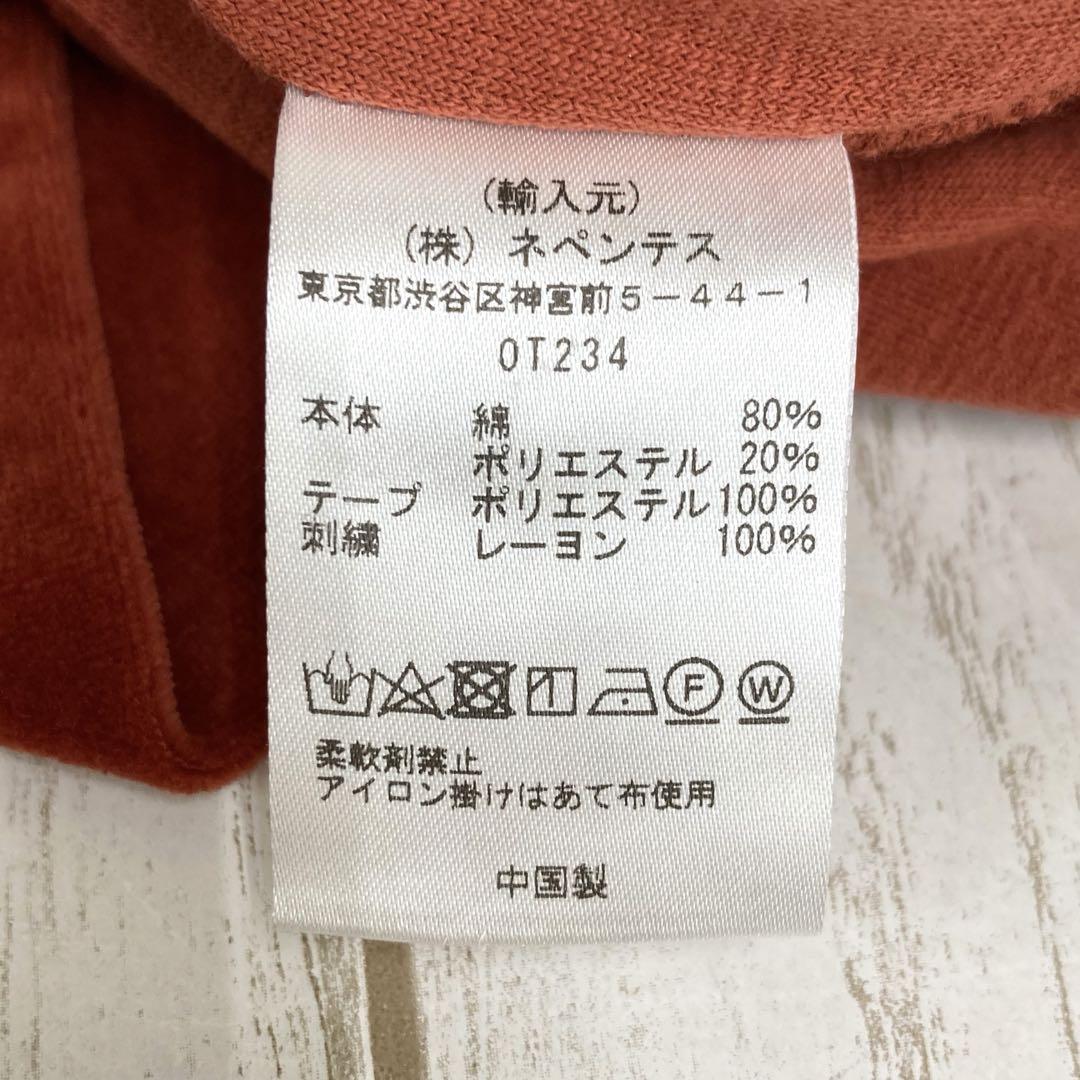 (輸入元)
(株) ネペンテス
東京都渋谷区神宮前5-44-1
OT234
本体 綿 80%
ポリエステル 20%
テープ ポリエステル100%
刺繍 レーヨン 100%
F W
柔軟剤禁止
アイロン掛けはあて布使用
中国製